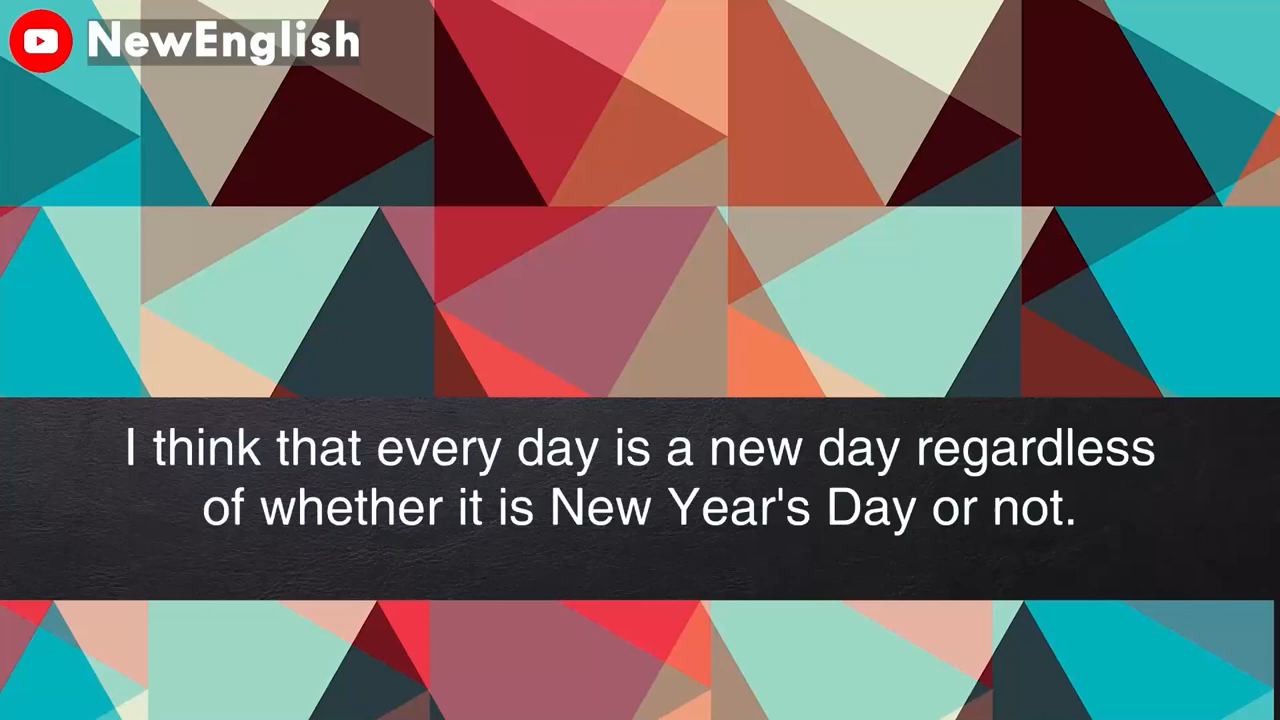 NewEnglish
I think that every day is a new day regardless
of whether it is New Year's Day or not.